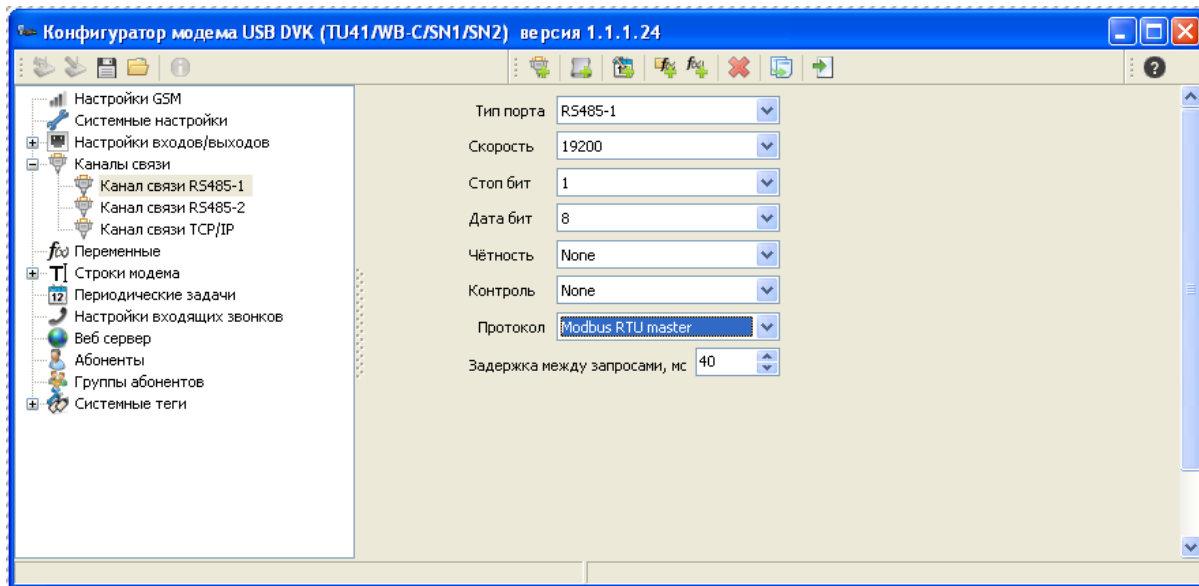 Конфигуратор модема USB DVK (TU41/WB-C/SN1/SN2) версия 1.1.1.24
Настройки GSM
Системные настройки
Настройки входов/выходов
Каналы связи
Канал связи RS485-1
Канал связи RS485-2
Канал связи TCP/IP
f(x) Переменные
Строки модема
12 Периодические задачи
Настройки входящих звонков
Веб сервер
Абоненты
Группы абонентов
Системные теги
Тип порта RS485-1
Скорость 19200
Стоп бит 1
Дата бит 8
Чётность None
Контроль None
Протокол Modbus RTU master
Задержка между запросами, мс 40